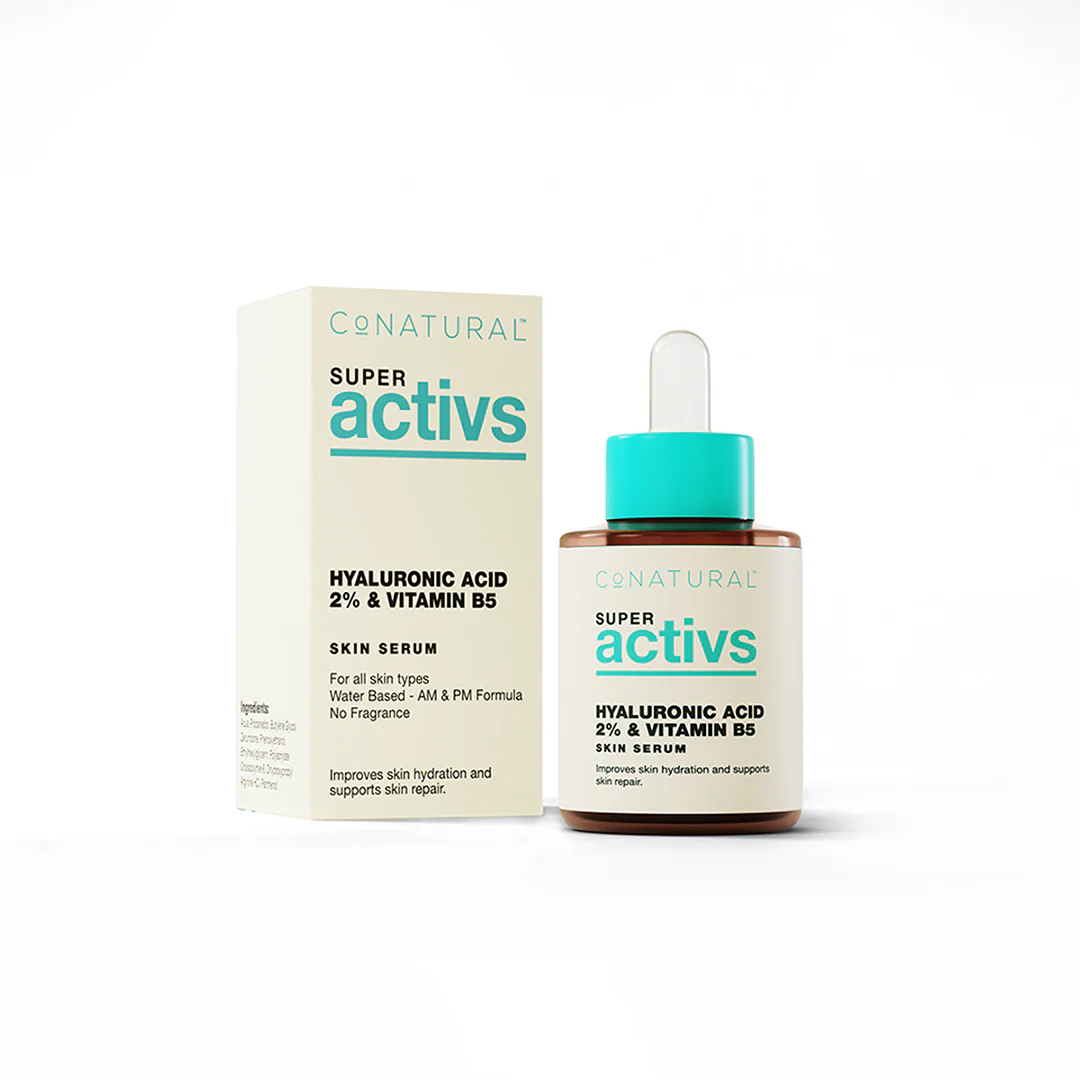 CoNATURAL™
SUPER
activs
HYALURONIC ACID
2% & VITAMIN B5
SKIN SERUM
For all skin types
Water Based - AM & PM Formula
No Fragrance
Improves skin hydration and
supports skin repair.
Ingredients:
CoNATURAL™
SUPER
activs
HYALURONIC ACID
2% & VITAMIN B5
SKIN SERUM
Improves skin hydration and supports
skin repair.